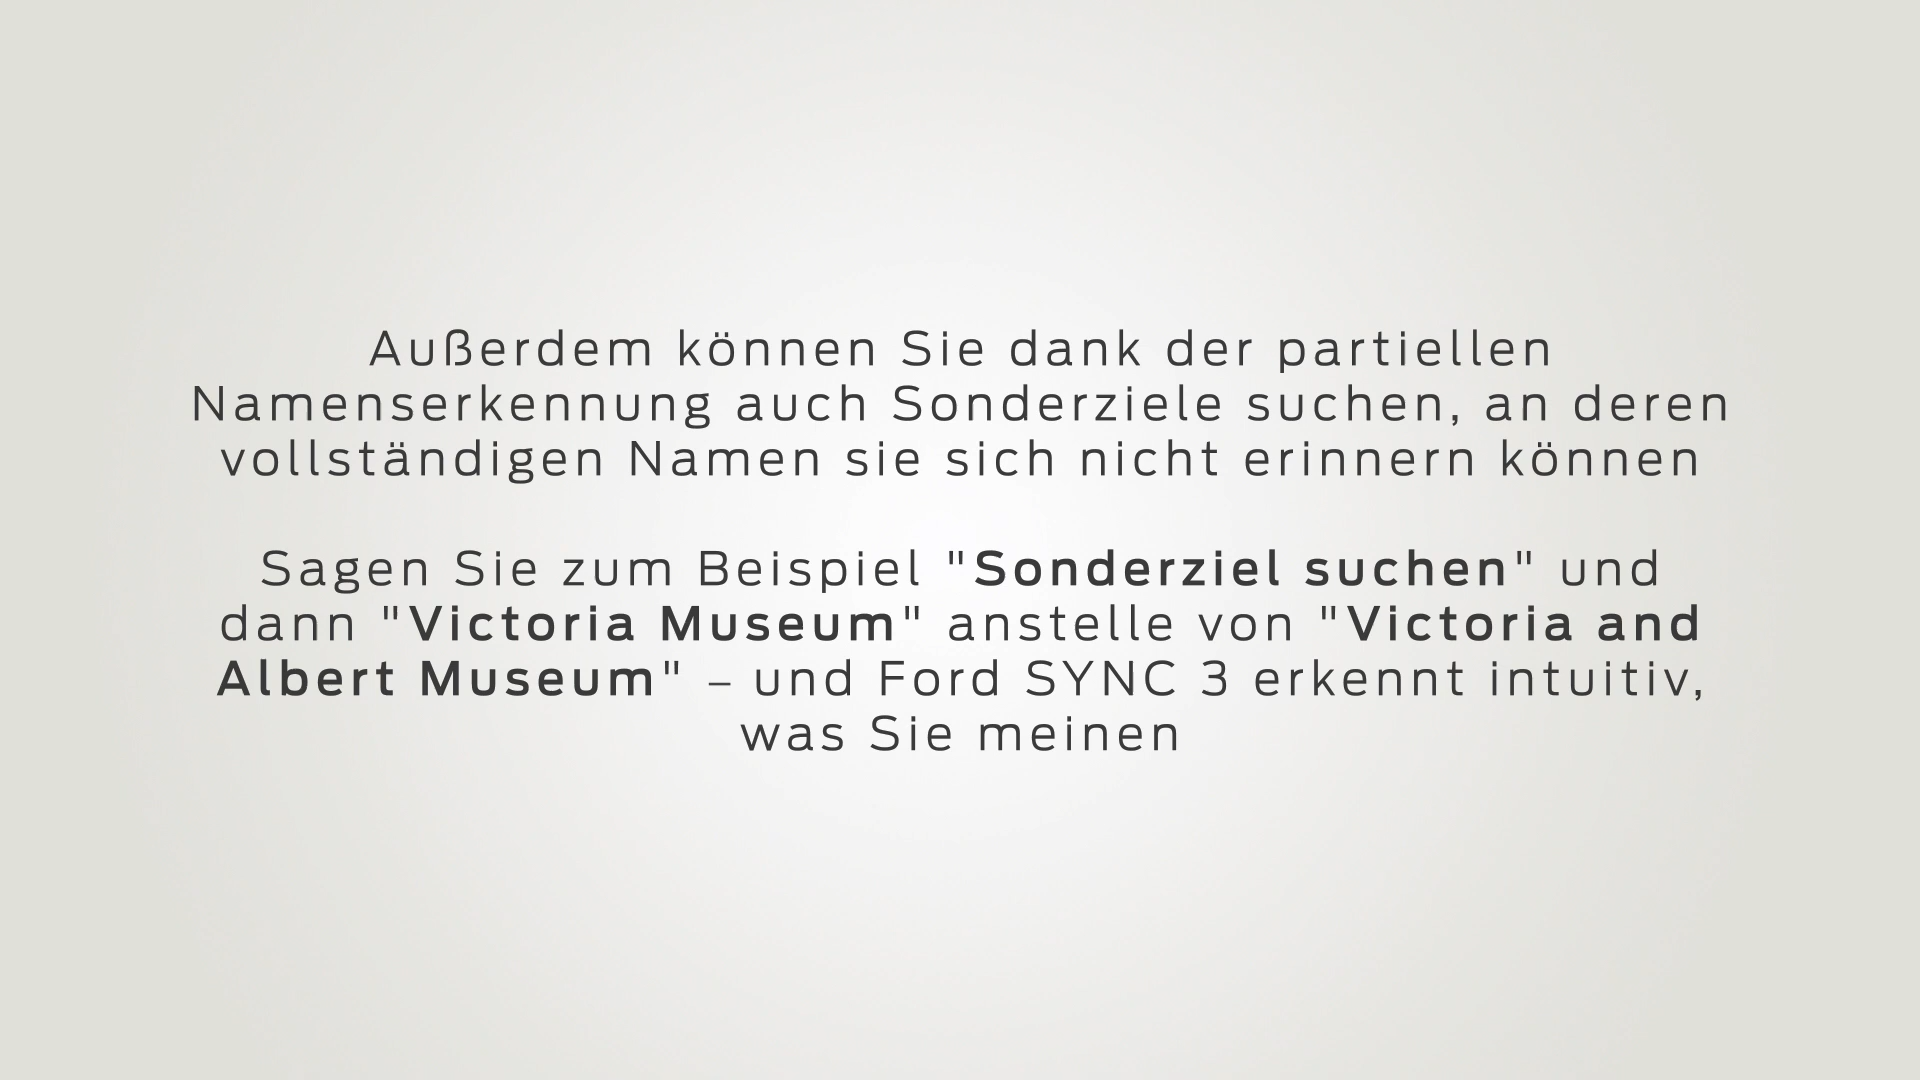 Außerdem können Sie dank der partiellen
Namenserkennung auch Sonderziele suchen, an deren
vollständigen Namen sie sich nicht erinnern können
Sagen Sie zum Beispiel "Sonderziel suchen" und
dann "Victoria Museum" anstelle von "Victoria and
Albert Museum" – und Ford SYNC 3 erkennt intuitiv,
was Sie meinen